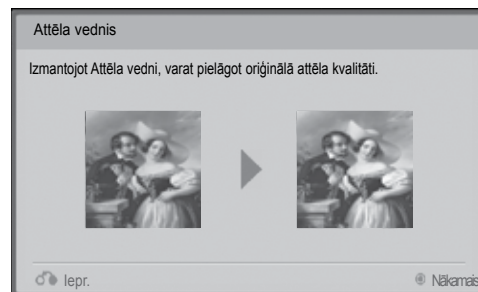 Attēla vednis
Izmantojot Attēla vedni, varat pielāgot oriģinālā attēla kvalitāti.
Iepr.
Nākamais